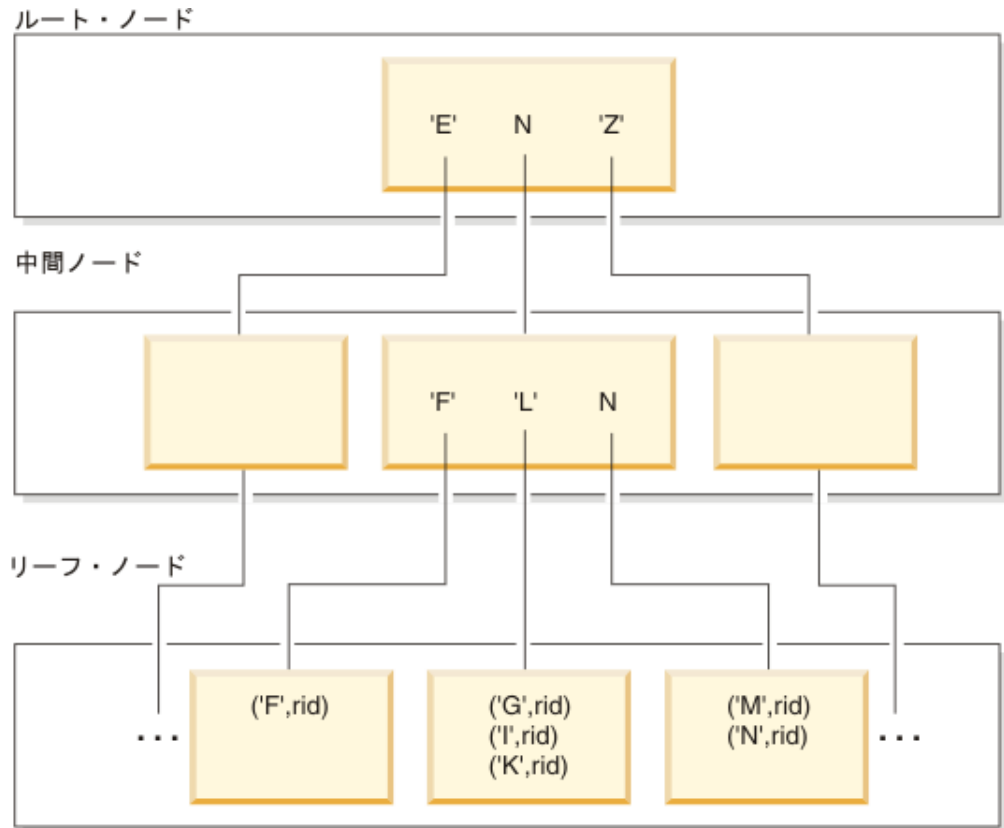 ルート・ノード
'E' N 'Z'
中間ノード
'F' 'L' N
リーフ・ノード
('F',rid)
('G',rid)
('I',rid)
('K',rid)
('M',rid)
('N',rid)
...
...